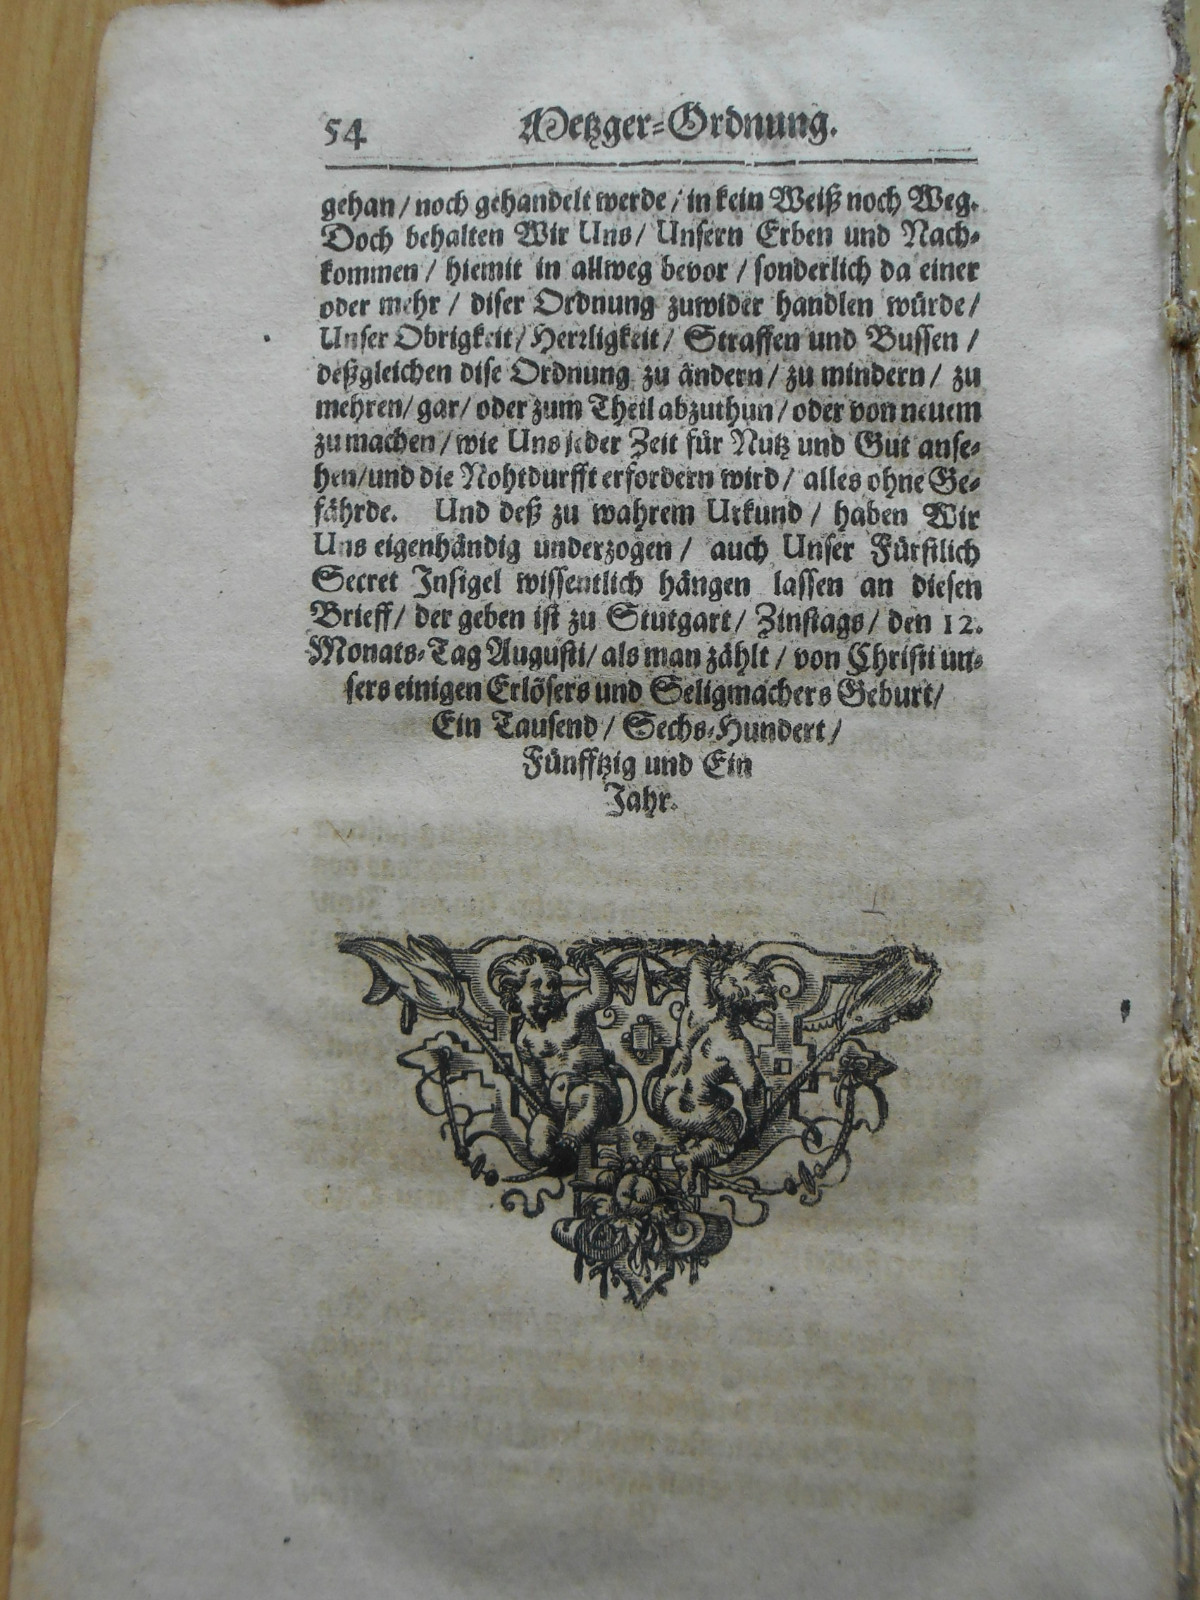 54 Metzger-Ordnung.
gehan / noch gehandelt werde / in kein Weiß noch Weg.
Doch behalten Wir Uns / Unsern Erben und Nach-
kommen / hiemit in allweg bevor / sonderlich da einer
oder mehr / diser Ordnung zuwider handlen würde /
Unser Obrigkeit / Herrligkeit / Straffen und Bussen /
deßgleichen dise Ordnung zu ändern / zu mindern / zu
mehren / gar / oder zum Theil abzuthun / oder von neuem
zu machen / wie Uns jeder Zeit für Nutz und Gut anse-
hen / und die Nohtdurfft erfordern wird / alles ohne Ge-
fährde. Und deß zu wahrem Urkund / haben Wir
Uns eigenhändig underzogen / auch Unser Fürstlich
Secret Insigel wissentlich hängen lassen an diesen
Brieff / der geben ist zu Stutgart / Zinstags / den 12.
Monats-Tag Augusti / als man zählt / von Christi un-
sers einigen Erlösers und Seligmachers Geburt /
Ein Tausend / Sechs-Hundert /
Fünfftzig und Ein
Jahr.